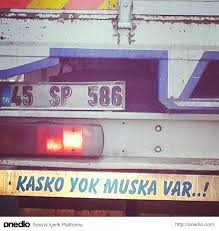 45 SP 586
KASKO YOK MUSKA VAR..!
onedio Sosyal İçerik Platformu http://onedio.com